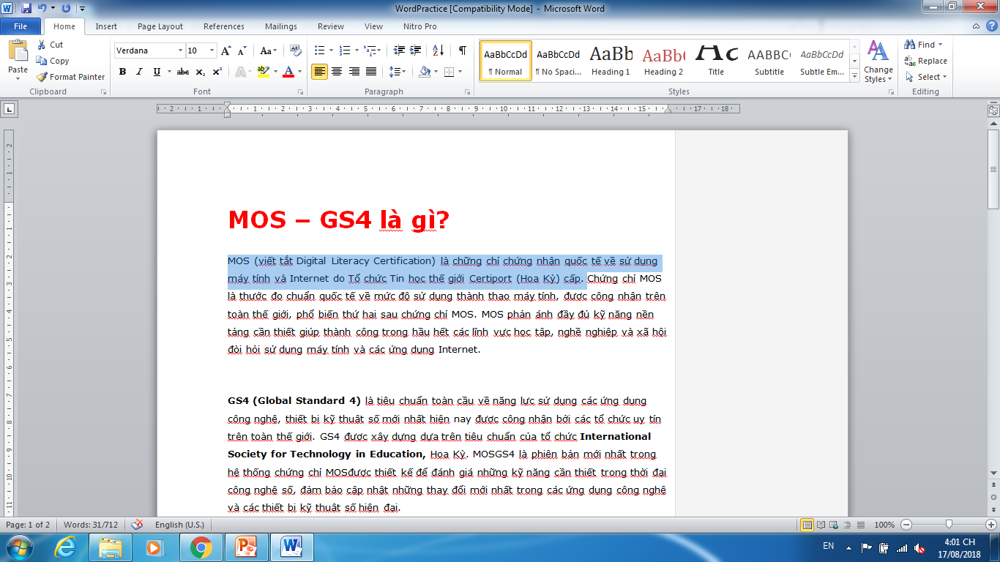 WordPractice [Compatibility Mode] - Microsoft Word
File Home Insert Page Layout References Mailings Review View Nitro Pro
Cut
Copy
Format Painter
Paste
Clipboard
Verdana 10
Font
Paragraph
AaBbCcDd AaBbCcDd AaBb AaBb( Aa( AABBC( AaBbCcDd
¶ Normal ¶ No Spaci... Heading 1 Heading 2 Title Subtitle Subtle Em...
Styles
Change Styles
Find
Replace
Select
Editing
2 1 1 2 3 4 5 6 7 8 9 10 11 12 13 14 15 17 18
MOS – GS4 là gì?
MOS (viết tắt Digital Literacy Certification) là chững chỉ chứng nhận quốc tế về sử dụng
máy tính và Internet do Tổ chức Tin học thế giới Certiport (Hoa Kỳ) cấp. Chứng chỉ MOS
là thước đo chuẩn quốc tế về mức độ sử dụng thành thạo máy tính, được công nhận trên
toàn thế giới, phổ biến thứ hai sau chứng chỉ MOS. MOS phản ánh đầy đủ kỹ năng nền
tảng cần thiết giúp thành công trong hầu hết các lĩnh vực học tập, nghề nghiệp và xã hội
đòi hỏi sử dụng máy tính và các ứng dụng Internet.
GS4 (Global Standard 4) là tiêu chuẩn toàn cầu về năng lực sử dụng các ứng dụng
công nghệ, thiết bị kỹ thuật số mới nhất hiện nay được công nhận bởi các tổ chức uy tín
trên toàn thế giới. GS4 được xây dựng dựa trên tiêu chuẩn của tổ chức International
Society for Technology in Education, Hoa Kỳ. MOSGS4 là phiên bản mới nhất trong
hệ thống chứng chỉ MOSđược thiết kế để đánh giá những kỹ năng cần thiết trong thời đại
công nghệ số, đảm bảo cập nhật những thay đổi mới nhất trong các ứng dụng công nghệ
và các thiết bị kỹ thuật số hiện đại.
Page: 1 of 2 Words: 31/712 English (U.S.) 100%
EN
4:01 CH
17/08/2018